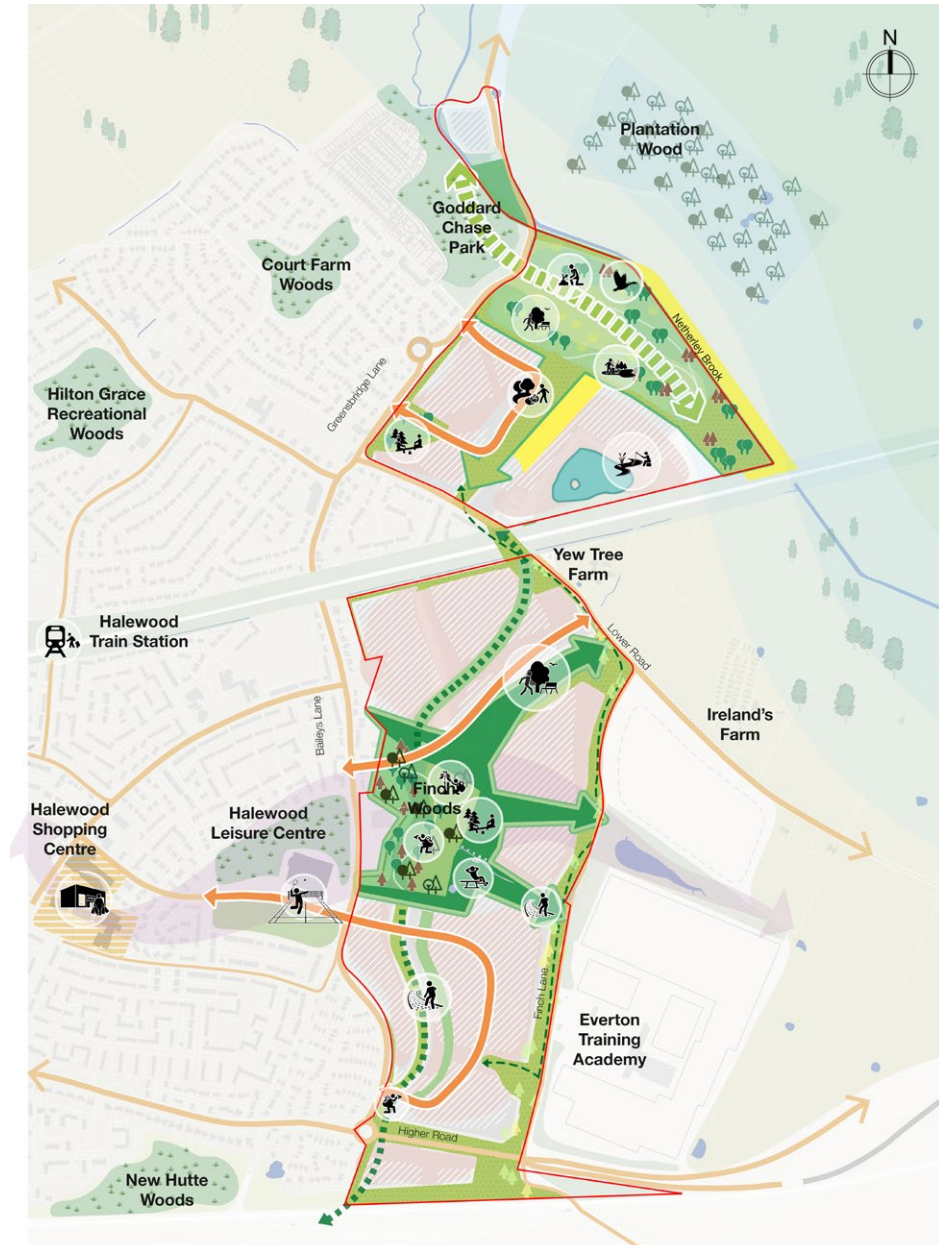 N
Plantation
Wood
Goddard
Chase
Park
Court Farm
Woods
Netherley Brook
Greensbridge Lane
Hilton Grace
Recreational
Woods
Yew Tree
Farm
Halewood
Train Station
Lower Road
Baileys Lane
Ireland's
Farm
Finch
Woods
Halewood
Shopping
Centre
Halewood
Leisure Centre
Finch Lane
Everton
Training
Academy
Higher Road
New Hutte
Woods